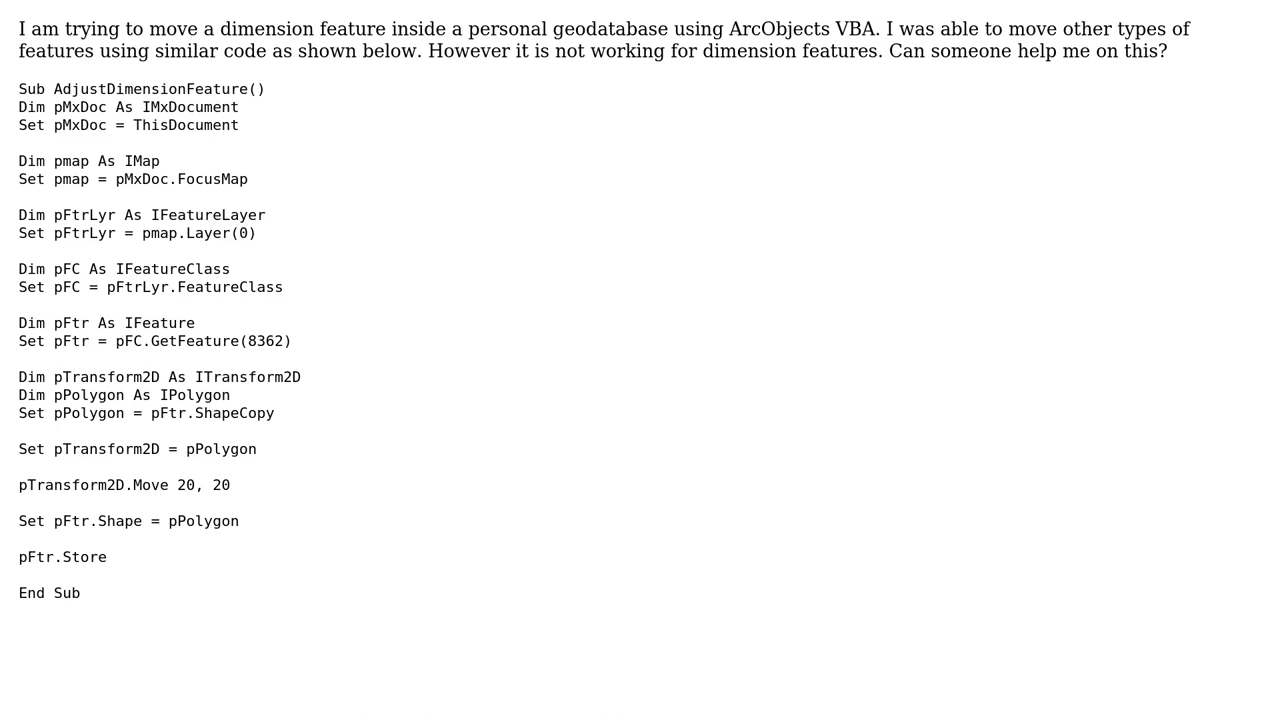 I am trying to move a dimension feature inside a personal geodatabase using ArcObjects VBA. I was able to move other types of
features using similar code as shown below. However it is not working for dimension features. Can someone help me on this?
Sub AdjustDimensionFeature()
Dim pMxDoc As IMxDocument
Set pMxDoc = ThisDocument
Dim pmap As IMap
Set pmap = pMxDoc.FocusMap
Dim pFtrLyr As IFeatureLayer
Set pFtrLyr = pmap.Layer(0)
Dim pFC As IFeatureClass
Set pFC = pFtrLyr.FeatureClass
Dim pFtr As IFeature
Set pFtr = pFC.GetFeature(8362)
Dim pTransform2D As ITransform2D
Dim pPolygon As IPolygon
Set pPolygon = pFtr.ShapeCopy
Set pTransform2D = pPolygon
pTransform2D.Move 20, 20
Set pFtr.Shape = pPolygon
pFtr.Store
End Sub